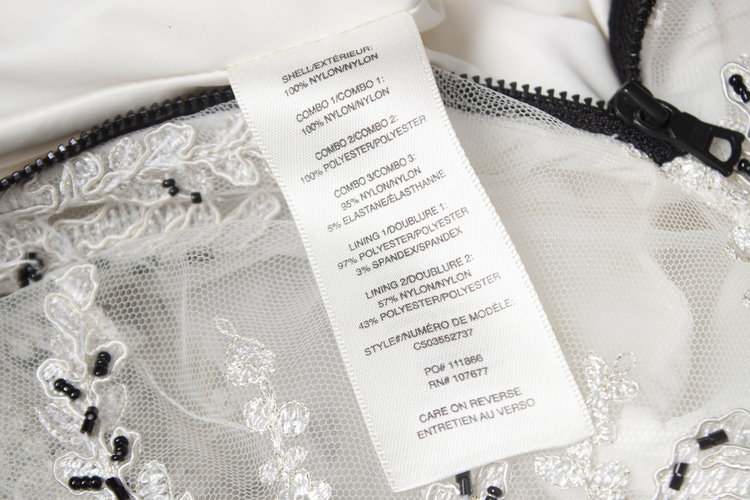 SHELL/EXTÉRIEUR:
100% NYLON/NYLON
COMBO 1/COMBO 1:
100% NYLON/NYLON
COMBO 2/COMBO 2:
100% POLYESTER/POLYESTER
COMBO 3/COMBO 3:
95% NYLON/NYLON
5% ELASTANE/ÉLASTHANNE
LINING 1/DOUBLURE 1:
97% POLYESTER/POLYESTER
3% SPANDEX/SPANDEX
LINING 2/DOUBLURE 2:
57% NYLON/NYLON
43% POLYESTER/POLYESTER
STYLE#/NUMÉRO DE MODÈLE.
C503552737
PO# 111866
RN# 107677
CARE ON REVERSE
ENTRETIEN AU VERSO